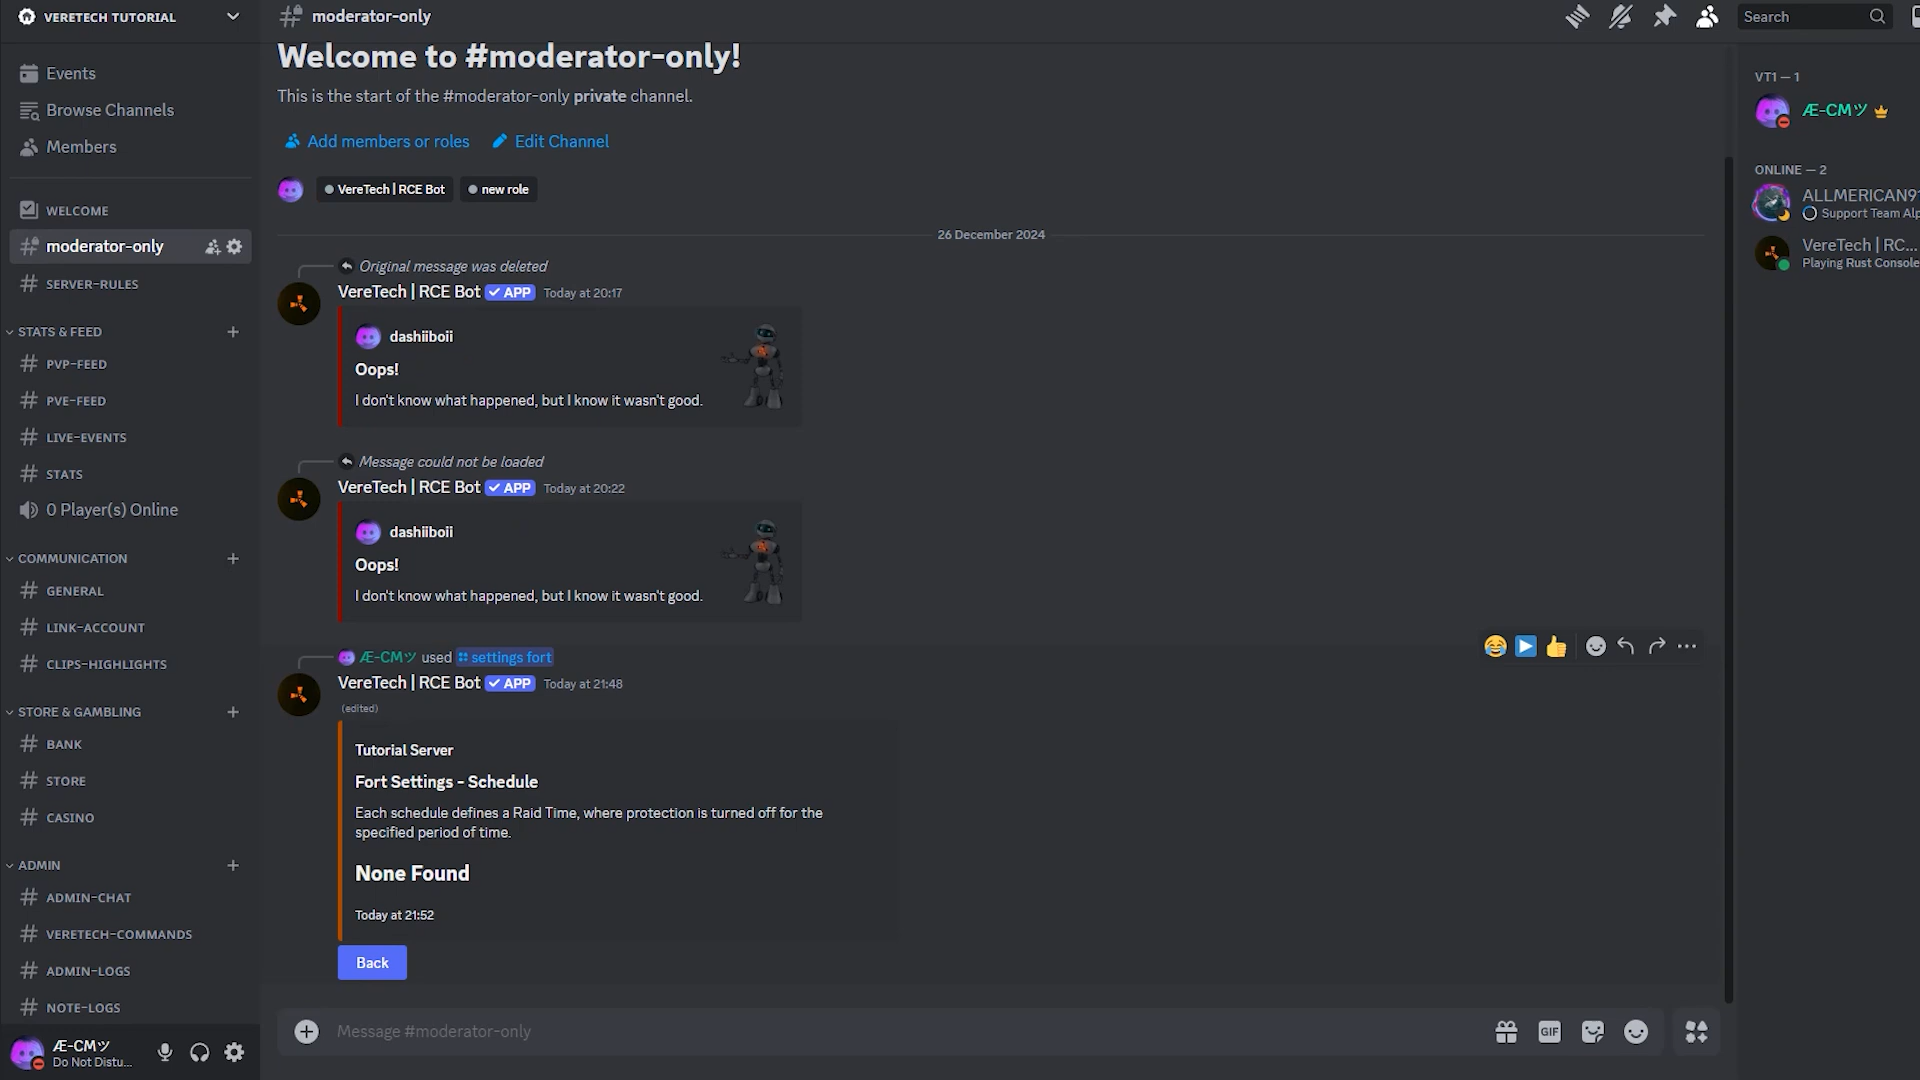 VERETECH TUTORIAL
Events
Browse Channels
Members
WELCOME
moderator-only
SERVER-RULES
STATS & FEED
PVP-FEED
PVE-FEED
LIVE-EVENTS
STATS
0 Player(s) Online
COMMUNICATION
GENERAL
LINK-ACCOUNT
CLIPS-HIGHLIGHTS
STORE & GAMBLING
BANK
STORE
CASINO
ADMIN
ADMIN-CHAT
VERETECH-COMMANDS
ADMIN-LOGS
NOTE-LOGS
Æ-CMツ
Do Not Distu...
moderator-only
Search
Welcome to #moderator-only!
This is the start of the #moderator-only private channel.
Add members or roles Edit Channel
VereTech | RCE Bot new role
26 December 2024
Original message was deleted
VereTech | RCE Bot APP Today at 20:17
dashiiboii
Oops!
I don't know what happened, but I know it wasn't good.
Message could not be loaded
VereTech | RCE Bot APP Today at 20:22
dashiiboii
Oops!
I don't know what happened, but I know it wasn't good.
Æ-CMツ used settings fort
VereTech | RCE Bot APP Today at 21:48
(edited)
Tutorial Server
Fort Settings - Schedule
Each schedule defines a Raid Time, where protection is turned off for the
specified period of time.
None Found
Today at 21:52
Back
Message #moderator-only
GIF
VT1 — 1
Æ-CMツ
ONLINE — 2
ALLMERICAN9
Support Team Alp
VereTech | RC...
Playing Rust Console